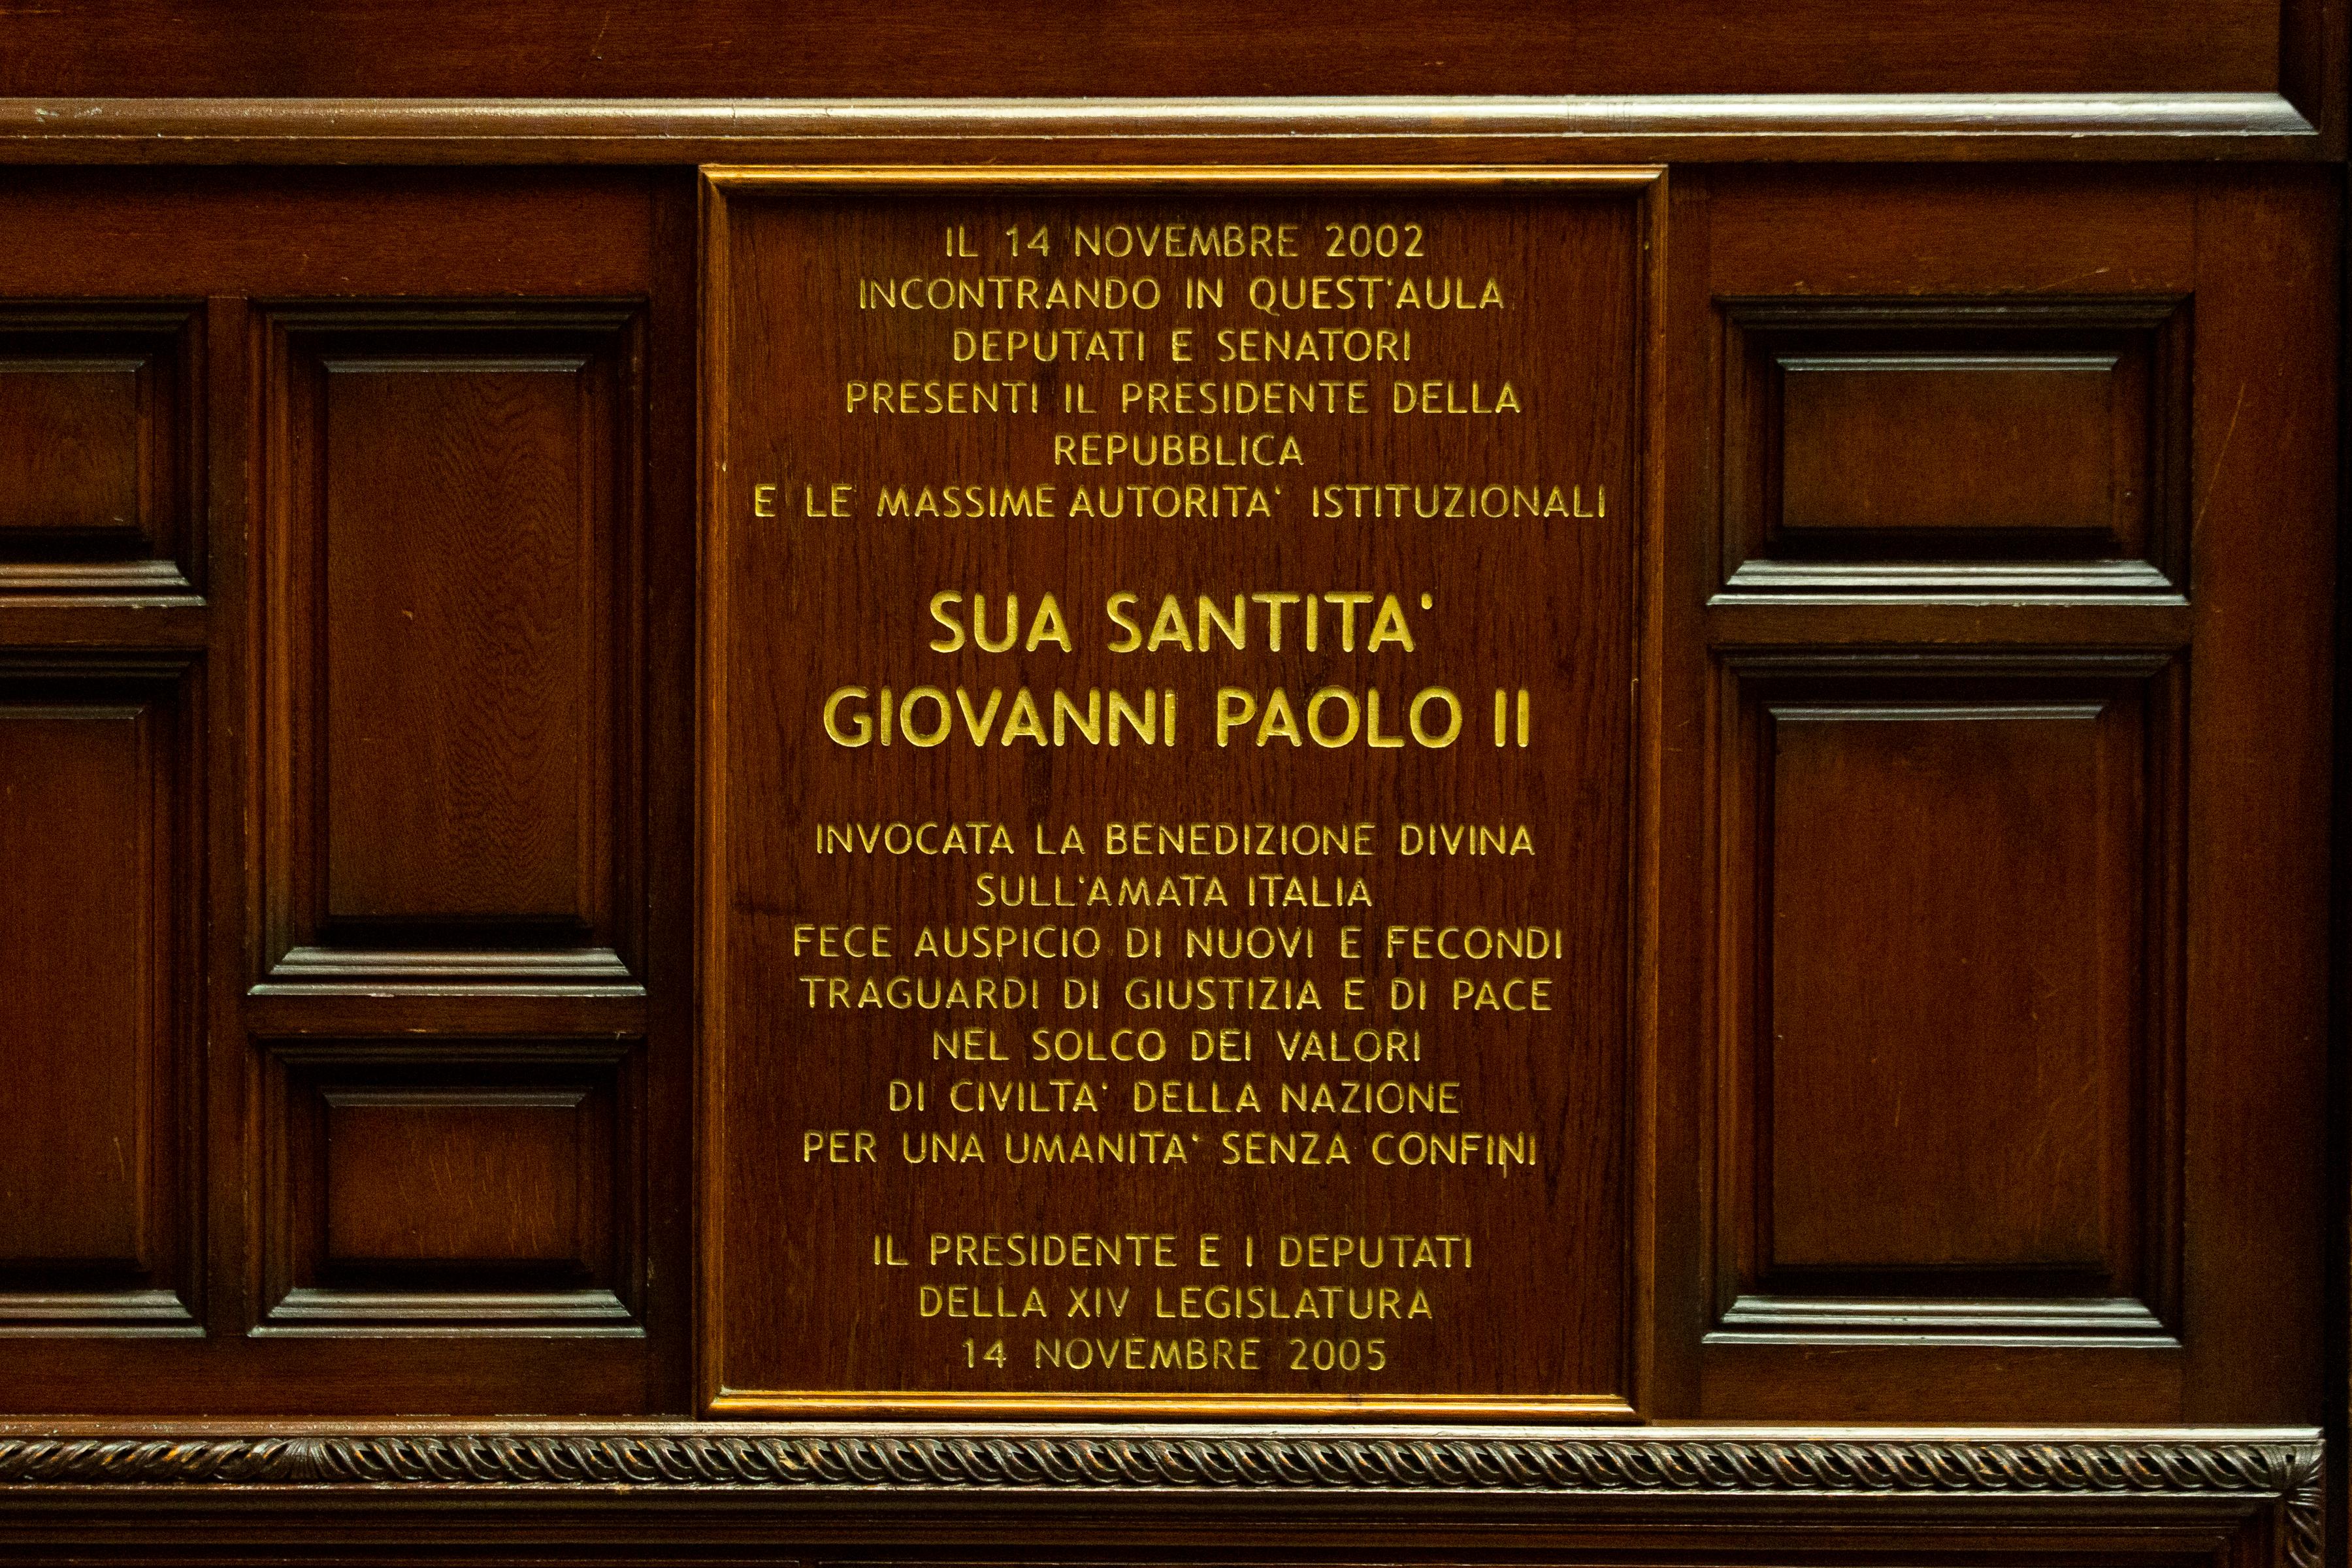 IL 14 NOVEMBRE 2002
INCONTRANDO IN QUEST'AULA
DEPUTATI E SENATORI
PRESENTI IL PRESIDENTE DELLA
REPUBBLICA
E LE MASSIME AUTORITA' ISTITUZIONALI
SUA SANTITA'
GIOVANNI PAOLO II
INVOCATA LA BENEDIZIONE DIVINA
SULL'AMATA ITALIA
FECE AUSPICIO DI NUOVI E FECONDI
TRAGUARDI DI GIUSTIZIA E DI PACE
NEL SOLCO DEI VALORI
DI CIVILTA' DELLA NAZIONE
PER UNA UMANITA' SENZA CONFINI
IL PRESIDENTE E I DEPUTATI
DELLA XIV LEGISLATURA
14 NOVEMBRE 2005